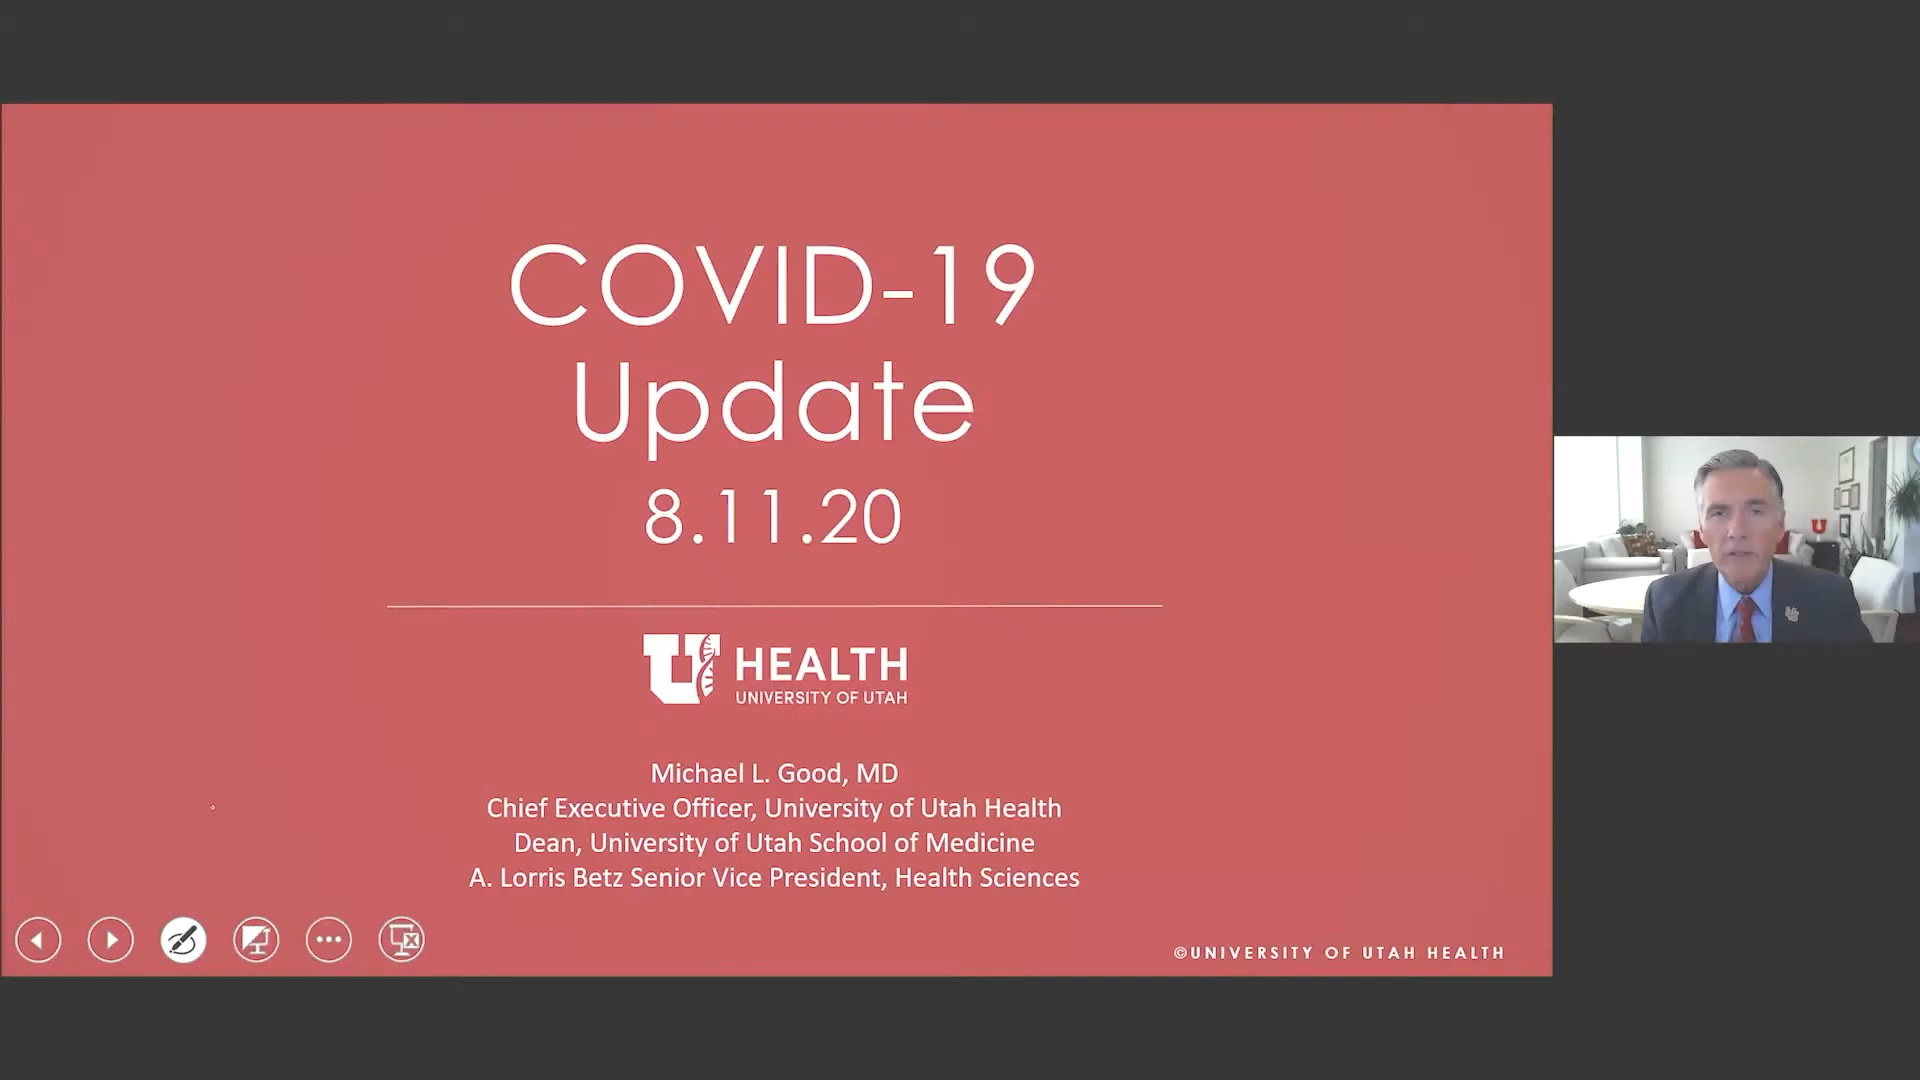 COVID-19
Update
8.11.20
U HEALTH
UNIVERSITY OF UTAH
Michael L. Good, MD
Chief Executive Officer, University of Utah Health
Dean, University of Utah School of Medicine
A. Lorris Betz Senior Vice President, Health Sciences
©UNIVERSITY OF UTAH HEALTH